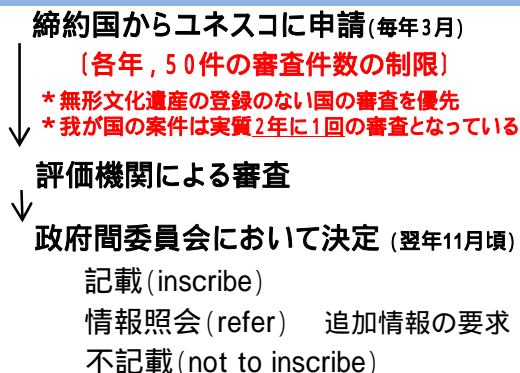 締約国からユネスコに申請(毎年3月)
〔各年,50件の審査件数の制限〕
*無形文化遺産の登録のない国の審査を優先
*我が国の案件は実質2年に1回の審査となっている
評価機関による審査
政府間委員会において決定 (翌年11月頃)
記載(inscribe)
情報照会(refer) 追加情報の要求
不記載(not to inscribe)